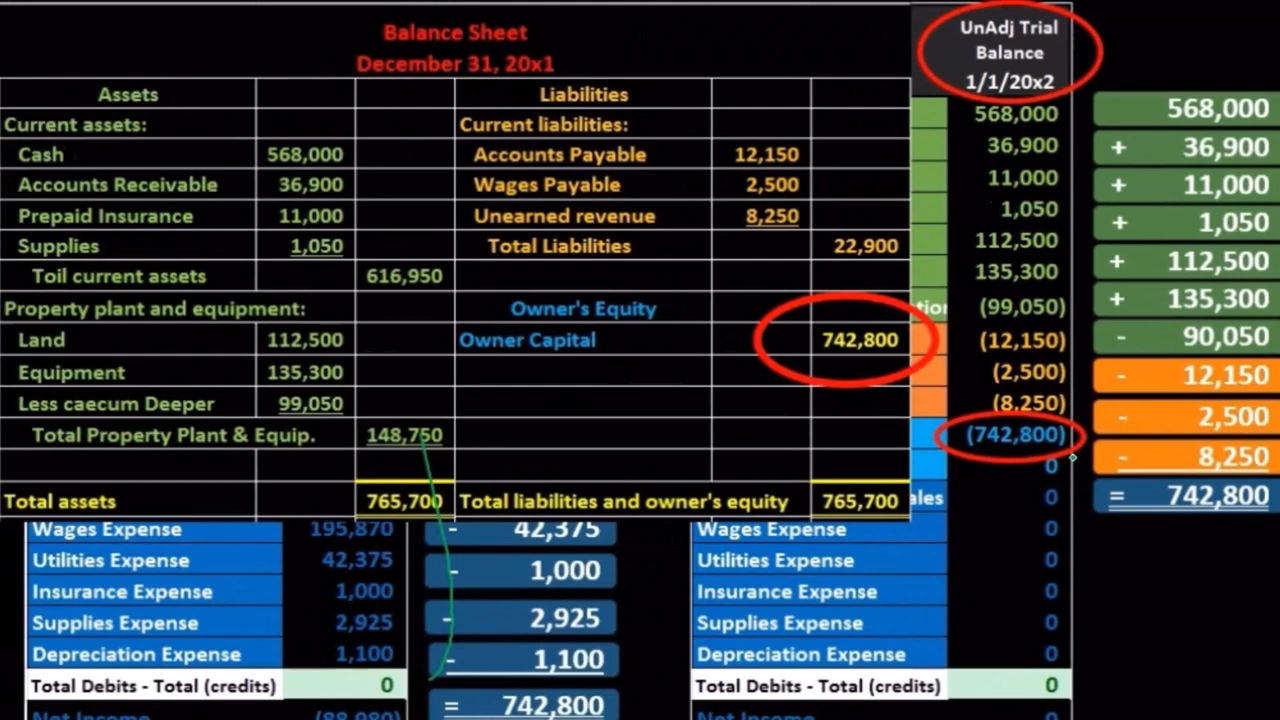 Balance Sheet
December 31, 20x1
Assets Liabilities
Current assets: Current liabilities:
Cash 568,000 Accounts Payable 12,150
Accounts Receivable 36,900 Wages Payable 2,500
Prepaid Insurance 11,000 Unearned revenue 8,250
Supplies 1,050 Total Liabilities 22,900
Toil current assets 616,950
Property plant and equipment: Owner's Equity
Land 112,500 Owner Capital 742,800
Equipment 135,300
Less caecum Deeper 99,050
Total Property Plant & Equip. 148,750
Total assets 765,700 Total liabilities and owner's equity 765,700
UnAdj Trial
Balance
1/1/20x2
568,000
36,900
11,000
1,050
112,500
135,300
(99,050)
(12,150)
(2,500)
(8,250)
(742,800)
0
ales 0
568,000
+ 36,900
+ 11,000
+ 1,050
+ 112,500
+ 135,300
- 90,050
- 12,150
- 2,500
- 8,250
= 742,800
Wages Expense 195,870
Utilities Expense 42,375
Insurance Expense 1,000
Supplies Expense 2,925
Depreciation Expense 1,100
Total Debits - Total (credits) 0
Net Income (88,980)
- 42,375
- 1,000
- 2,925
- 1,100
= 742,800
Wages Expense 0
Utilities Expense 0
Insurance Expense 0
Supplies Expense 0
Depreciation Expense 0
Total Debits - Total (credits) 0
Net Income 0